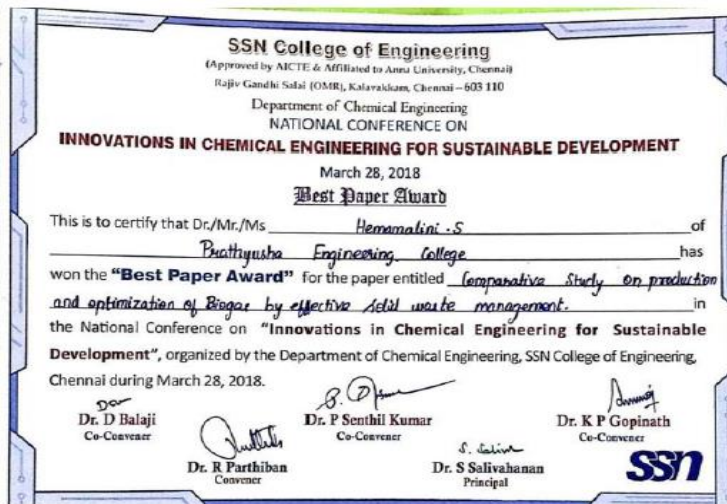 SSN College of Engineering
(Approved by AICTE & Affiliated to Anna University, Chennai)
Rajiv Gandhi Salai (OMR), Kalavakkam, Chennai – 603 110
Department of Chemical Engineering
NATIONAL CONFERENCE ON
INNOVATIONS IN CHEMICAL ENGINEERING FOR SUSTAINABLE DEVELOPMENT
March 28, 2018
Best Paper Award
This is to certify that Dr./Mr./Ms Hemamalini . S of
Prathyusha Engineering College has
won the "Best Paper Award" for the paper entitled Comparative Study on production
and optimization of Biogas by effective solid waste management. in
the National Conference on "Innovations in Chemical Engineering for Sustainable
Development", organized by the Department of Chemical Engineering, SSN College of Engineering,
Chennai during March 28, 2018.
Dr. D Balaji
Co-Convener
Dr. P Senthil Kumar
Co-Convener
Dr. K P Gopinath
Co-Convener
Dr. R Parthiban
Convener
S. Saliva
Dr. S Salivahanan
Principal
ssn